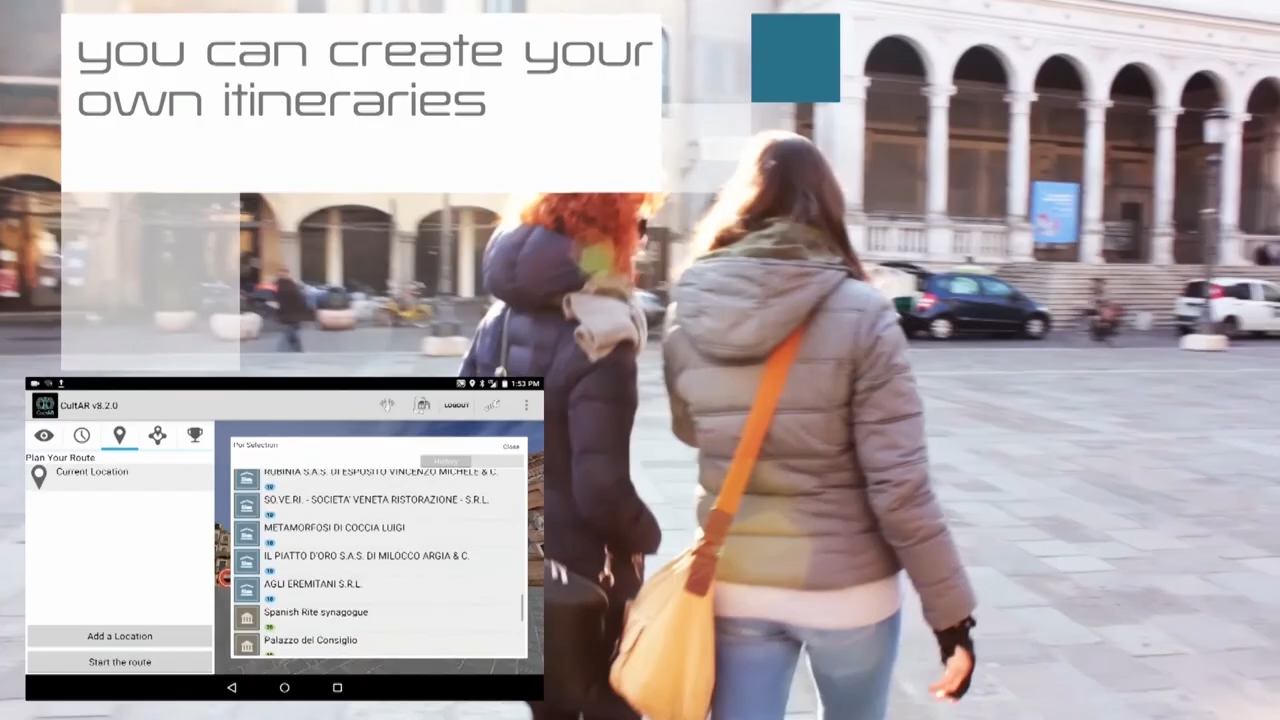 you can create your
own itineraries
1:53 PM
CultAR v8.2.0
LOGOUT
Plan Your Route
Current Location
Add a Location
Start the route
Poi Selection
Close
History
RUBINIA S.A.S. DI ESPOSITO VINCENZO MICHELE & C.
SO.VE.RI. - SOCIETA' VENETA RISTORAZIONE - S.R.L.
METAMORFOSI DI COCCIA LUIGI
IL PIATTO D'ORO S.A.S. DI MILOCCO ARGIA & C.
AGLI EREMITANI S.R.L.
Spanish Rite synagogue
Palazzo del Consiglio